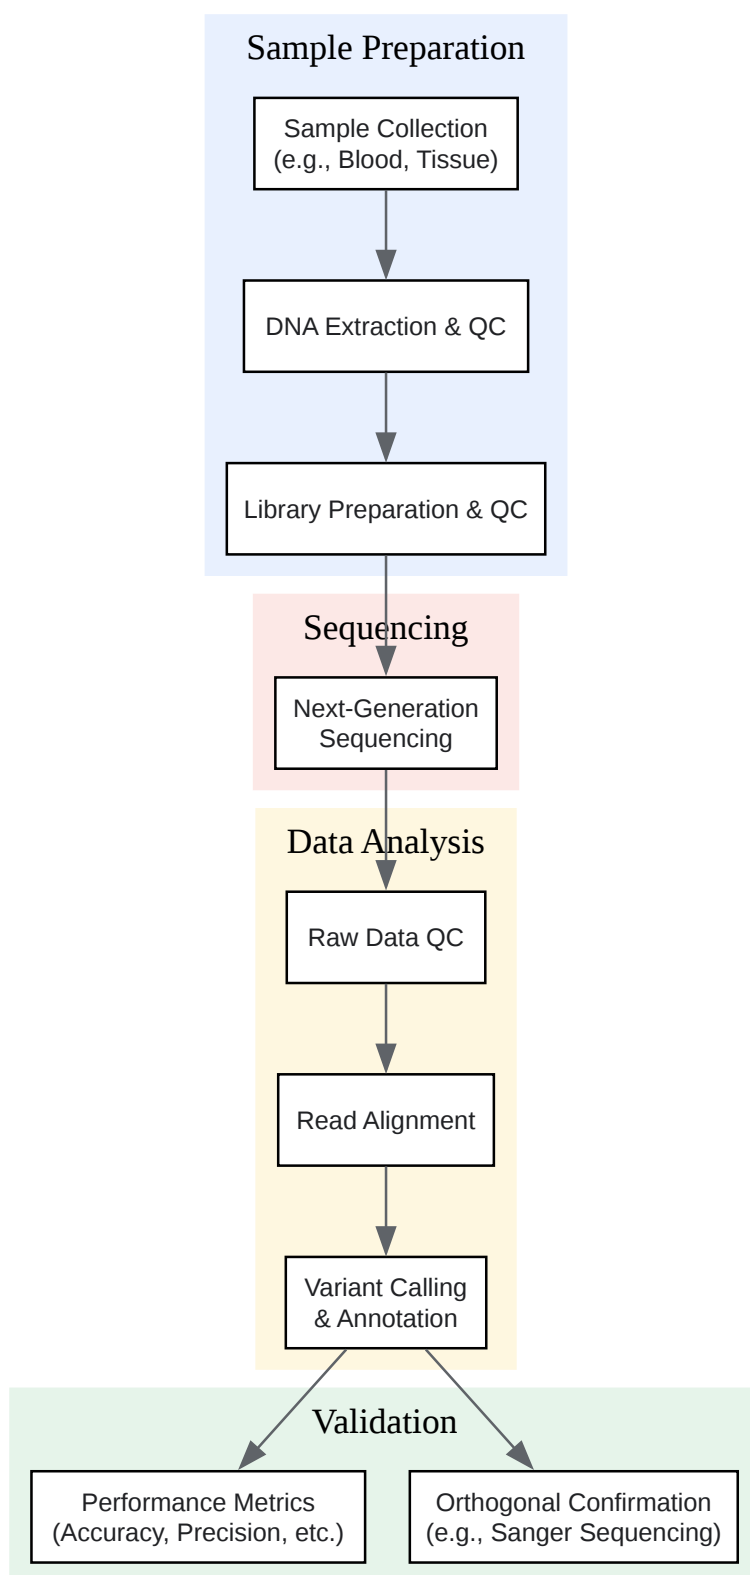 Sample Preparation
Sample Collection
(e.g., Blood, Tissue)
DNA Extraction & QC
Library Preparation & QC
Sequencing
Next-Generation
Sequencing
Data Analysis
Raw Data QC
Read Alignment
Variant Calling
& Annotation
Validation
Performance Metrics
(Accuracy, Precision, etc.)
Orthogonal Confirmation
(e.g., Sanger Sequencing)